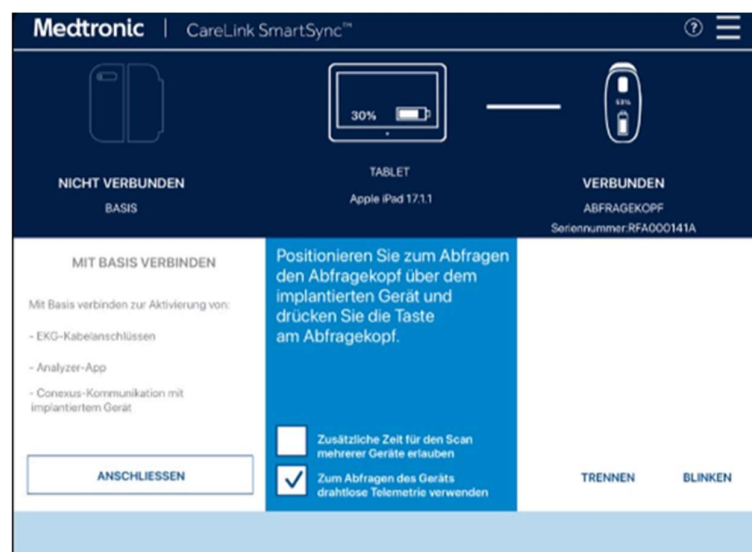 Medtronic | CareLink SmartSync™ ?
30%
53%
NICHT VERBUNDEN
BASIS
TABLET
Apple iPad 17.1.1
VERBUNDEN
ABFRAGEKOPF
Seriennummer:RFA000141A
MIT BASIS VERBINDEN
Mit Basis verbinden zur Aktivierung von:
- EKG-Kabelanschlüssen
- Analyzer-App
- Conexus-Kommunikation mit
implantiertem Gerät
ANSCHLIESSEN
Positionieren Sie zum Abfragen
den Abfragekopf über dem
implantierten Gerät und
drücken Sie die Taste
am Abfragekopf.
Zusätzliche Zeit für den Scan
mehrerer Geräte erlauben
Zum Abfragen des Geräts
drahtlose Telemetrie verwenden
TRENNEN
BLINKEN